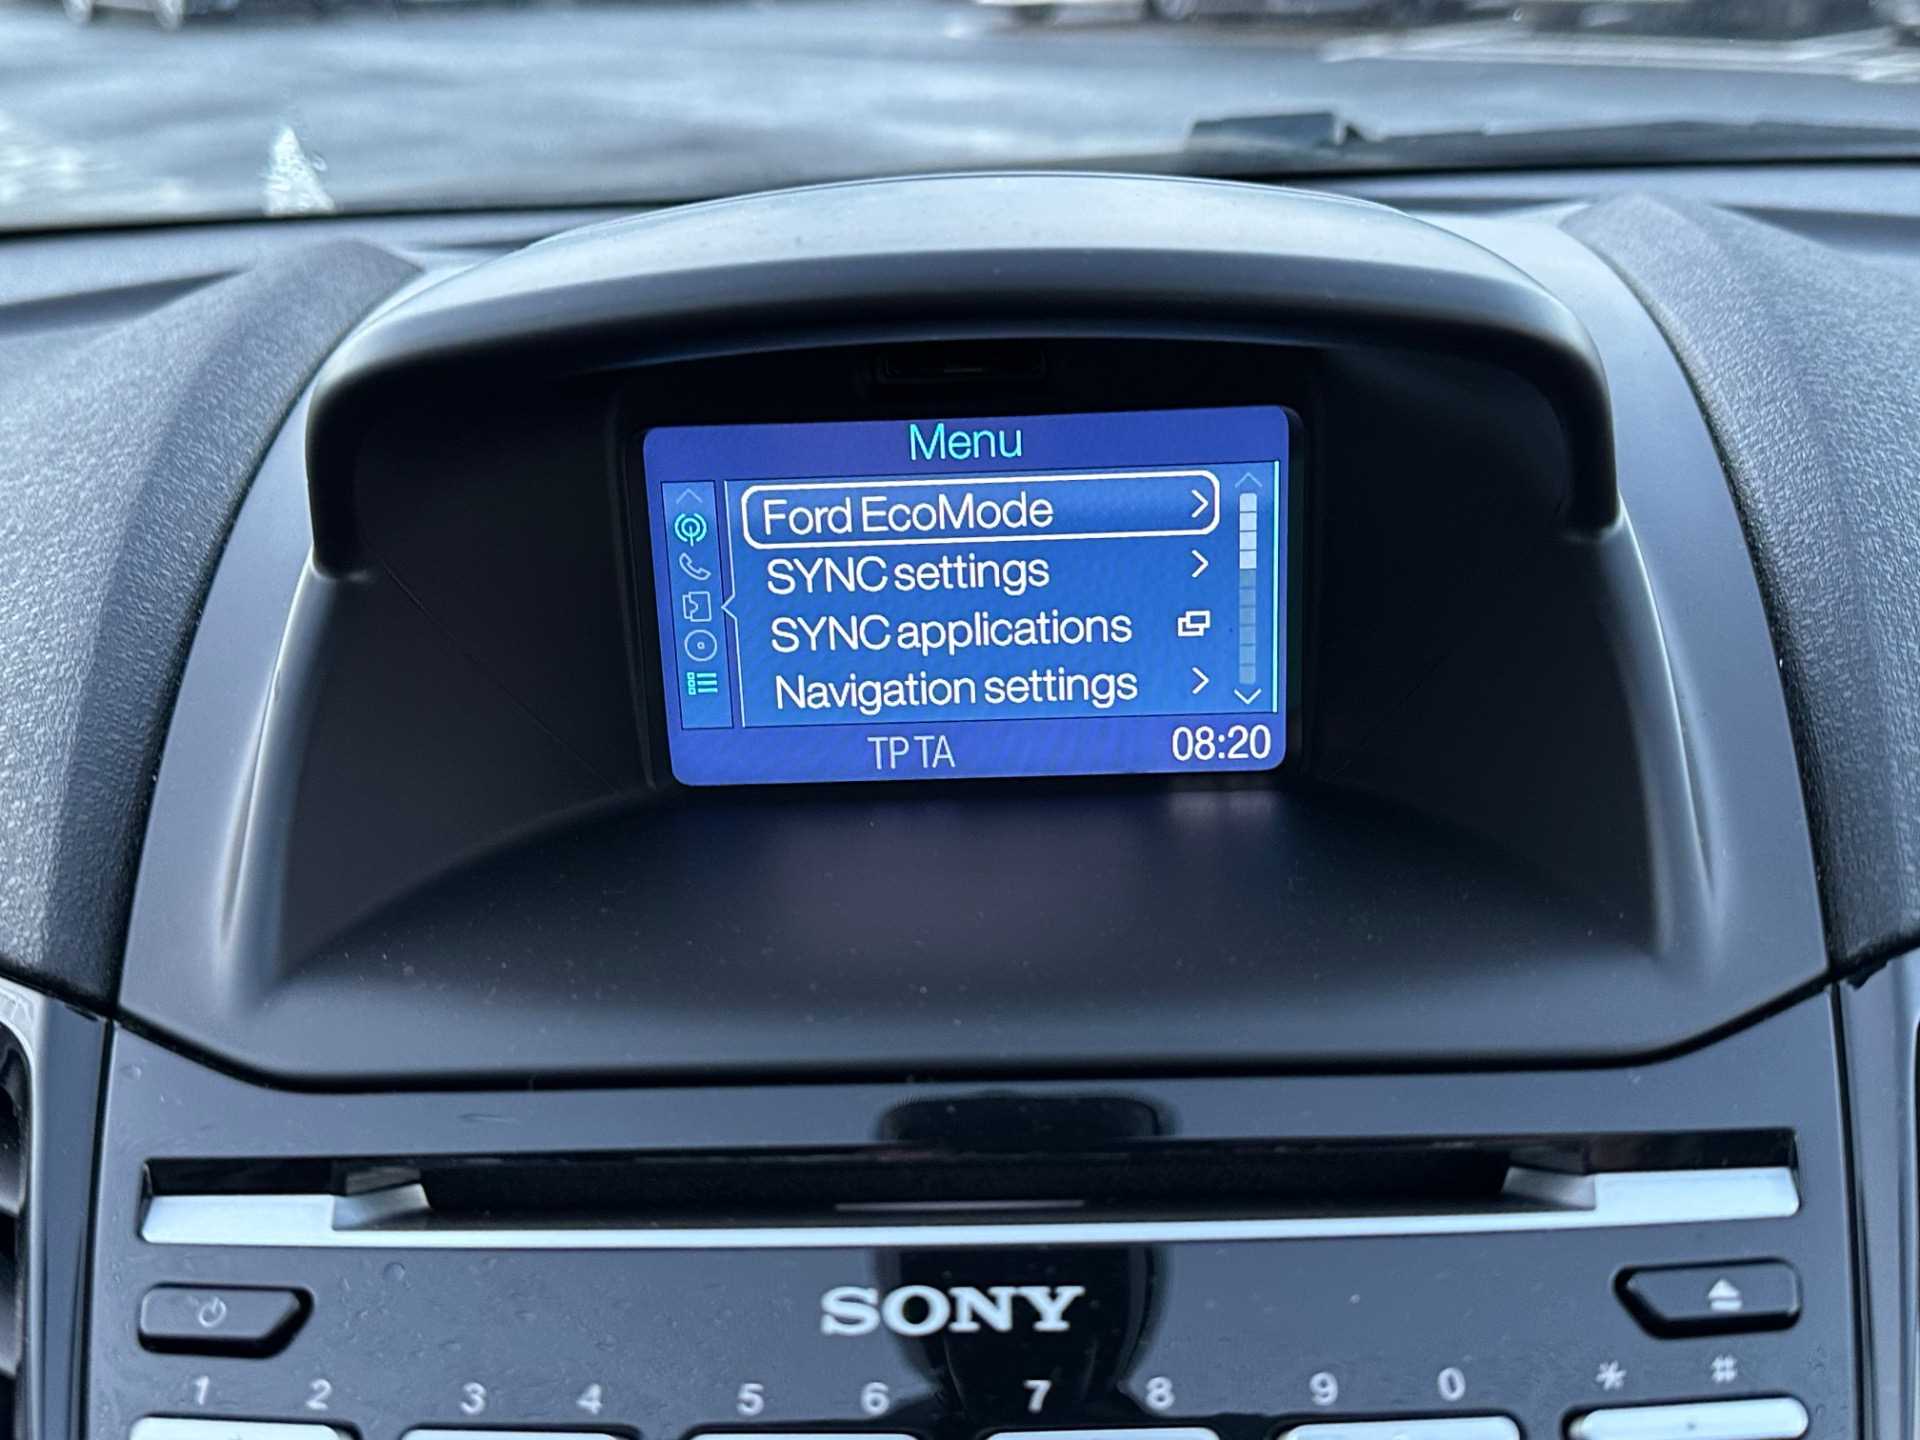 Menu
Ford EcoMode
SYNC settings
SYNC applications
Navigation settings
TP TA 08:20
SONY
1 2 3 4 5 6 7 8 9 0 * #